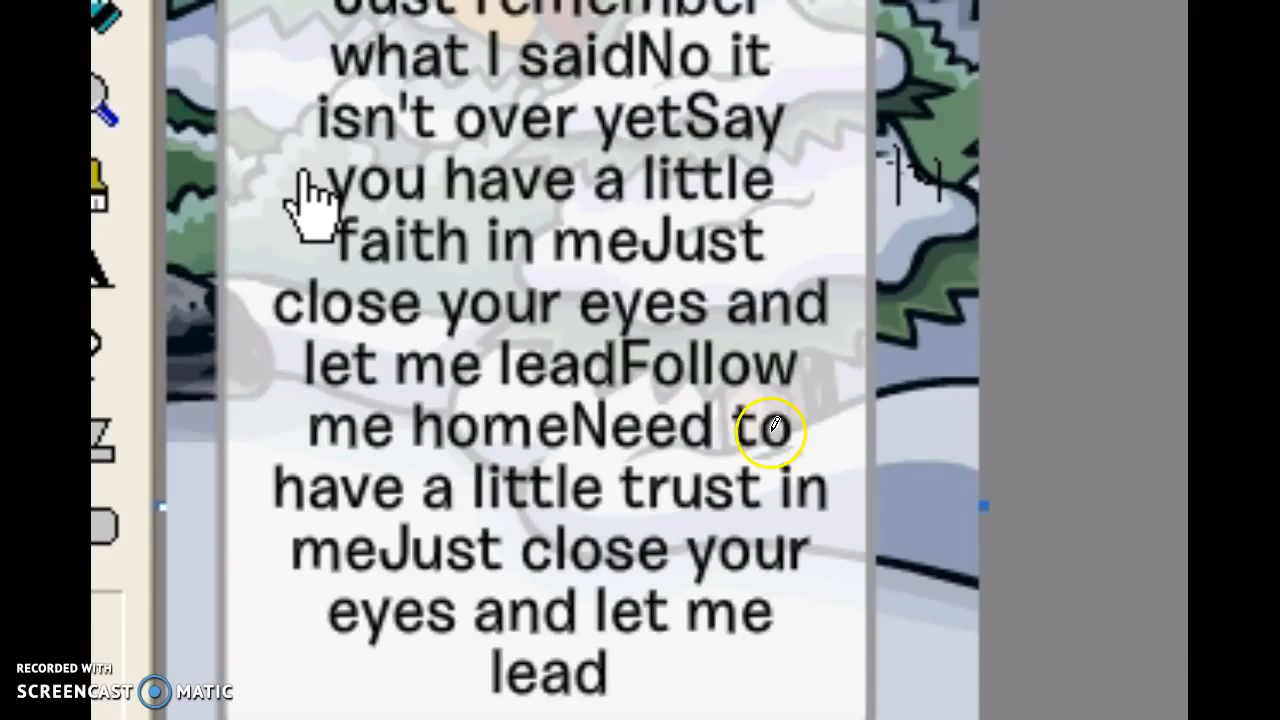 Just remember
what I saidNo it
isn't over yetSay
you have a little
faith in meJust
close your eyes and
let me leadFollow
me homeNeed to
have a little trust in
meJust close your
eyes and let me
lead
RECORDED WITH
SCREENCAST MATIC